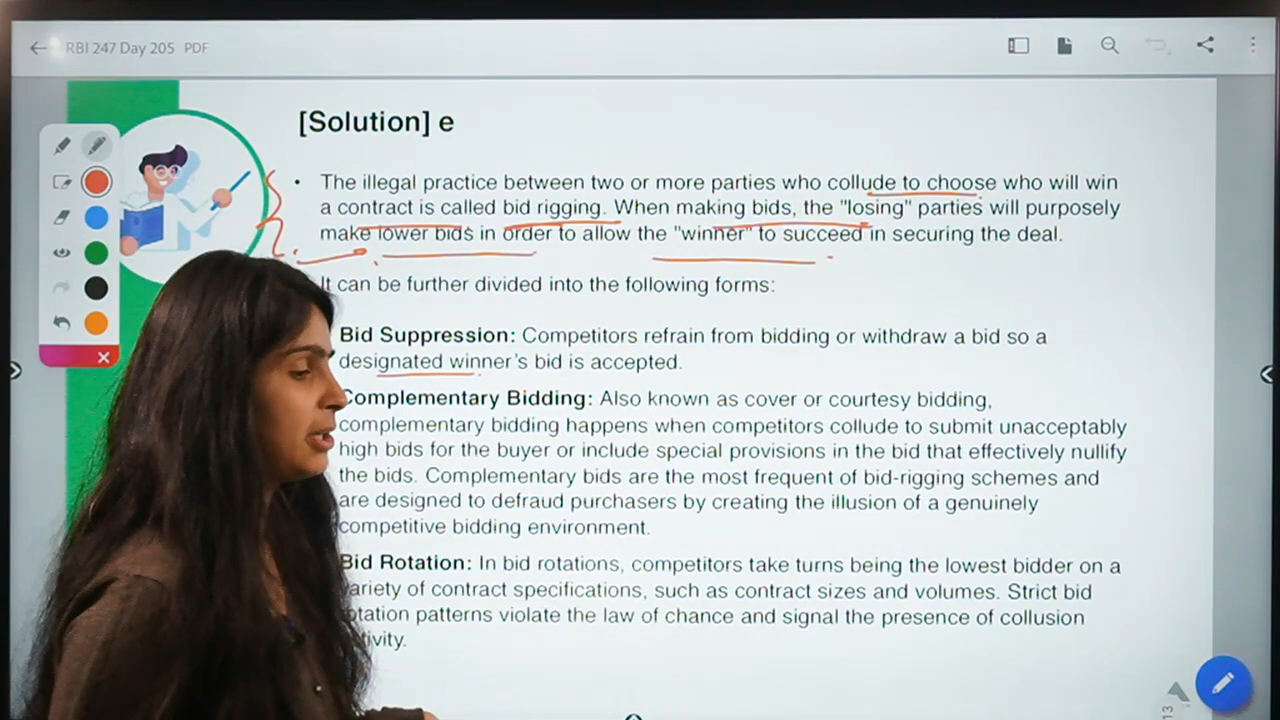 RBI 247 Day 205 PDF
[Solution] e
• The illegal practice between two or more parties who collude to choose who will win
a contract is called bid rigging. When making bids, the "losing" parties will purposely
make lower bids in order to allow the "winner" to succeed in securing the deal.
It can be further divided into the following forms:
Bid Suppression: Competitors refrain from bidding or withdraw a bid so a
designated winner's bid is accepted.
Complementary Bidding: Also known as cover or courtesy bidding,
complementary bidding happens when competitors collude to submit unacceptably
high bids for the buyer or include special provisions in the bid that effectively nullify
the bids. Complementary bids are the most frequent of bid-rigging schemes and
are designed to defraud purchasers by creating the illusion of a genuinely
competitive bidding environment.
Bid Rotation: In bid rotations, competitors take turns being the lowest bidder on a
variety of contract specifications, such as contract sizes and volumes. Strict bid
otation patterns violate the law of chance and signal the presence of collusion
tivity.
13